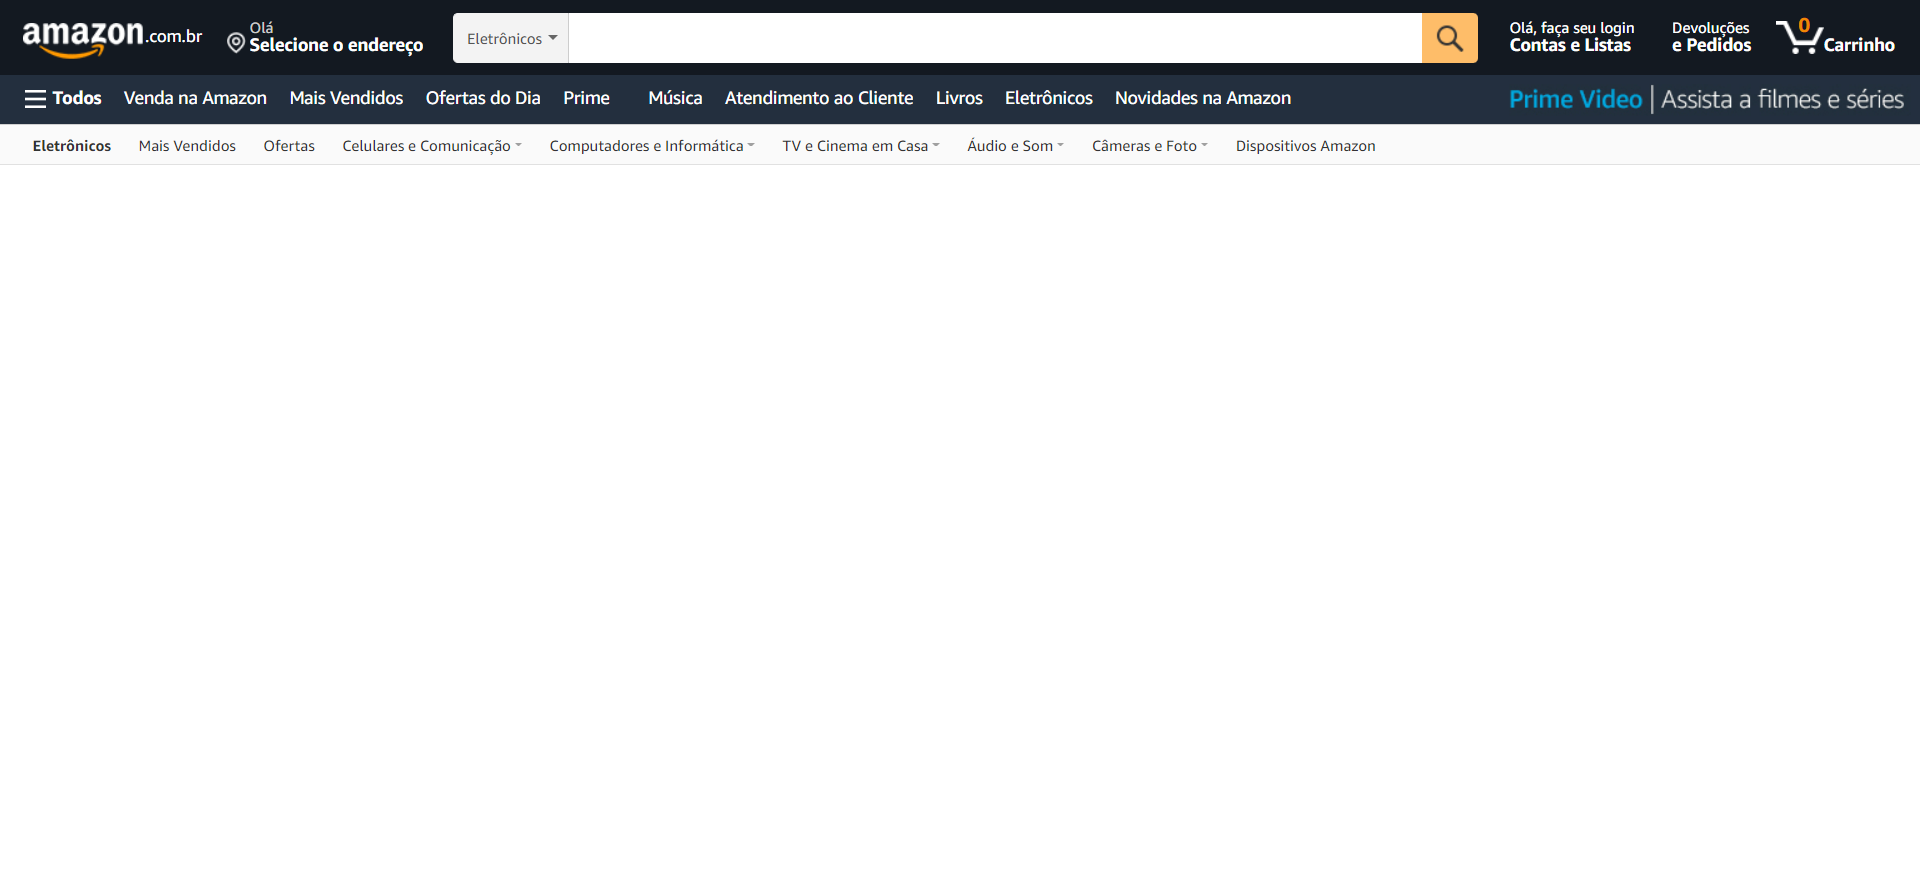 amazon.com.br
Olá
Selecione o endereço
Eletrônicos
Olá, faça seu login
Contas e Listas
Devoluções
e Pedidos
0
Carrinho
Todos Venda na Amazon Mais Vendidos Ofertas do Dia Prime Música Atendimento ao Cliente Livros Eletrônicos Novidades na Amazon Prime Video | Assista a filmes e séries
Eletrônicos Mais Vendidos Ofertas Celulares e Comunicação Computadores e Informática TV e Cinema em Casa Áudio e Som Câmeras e Foto Dispositivos Amazon